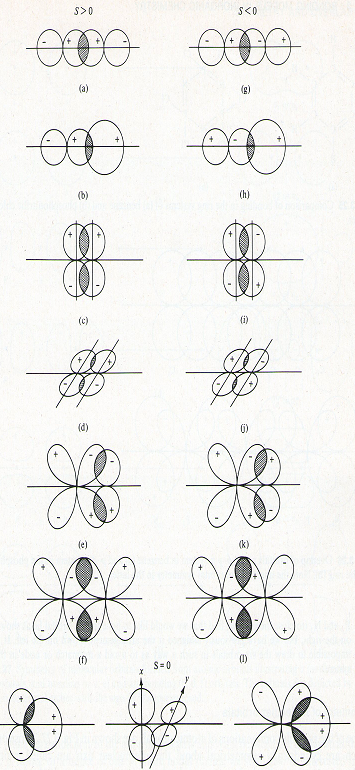 S > 0 S < 0
- + + - - + - +
(a) (g)
- + + + - +
(b) (h)
+ + + -
- - - +
(c) (i)
+ + + -
- - - +
(d) (j)
+ - - + - +
- + + - + -
(e) (k)
+ - - + + - + -
- + + - - + - +
(f) (l)
S = 0
x y